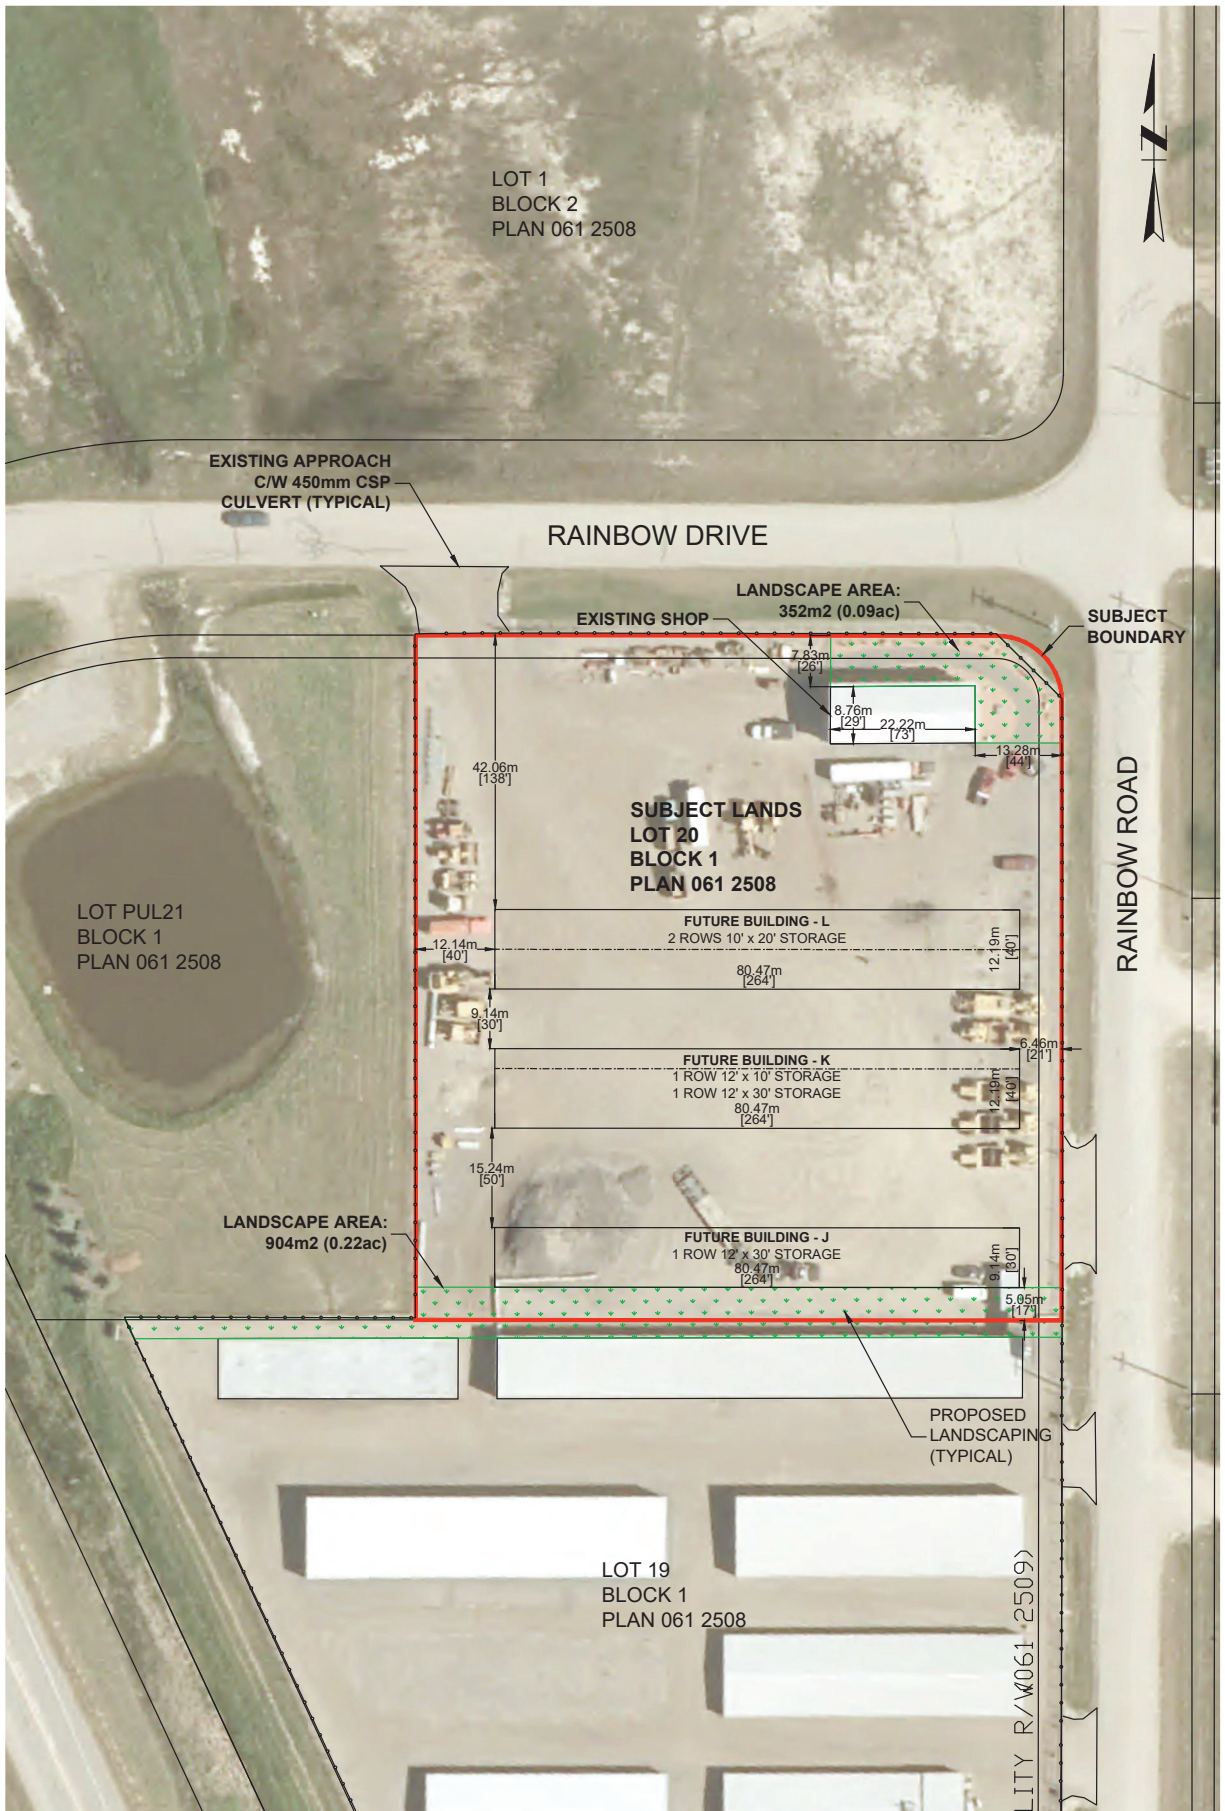 LOT 1
BLOCK 2
PLAN 061 2508
N
EXISTING APPROACH
C/W 450mm CSP
CULVERT (TYPICAL)
RAINBOW DRIVE
LANDSCAPE AREA:
352m2 (0.09ac)
EXISTING SHOP
SUBJECT
BOUNDARY
7.83m
[26']
8.76m
[29']
22.22m
[73']
13.28m
[44']
42.06m
[138']
RAINBOW ROAD
SUBJECT LANDS
LOT 20
BLOCK 1
PLAN 061 2508
LOT PUL21
BLOCK 1
PLAN 061 2508
FUTURE BUILDING - L
2 ROWS 10' x 20' STORAGE
12.14m
[40']
12.19m
[40']
80.47m
[264']
9.14m
[30']
6.46m
[21']
FUTURE BUILDING - K
1 ROW 12' x 10' STORAGE
1 ROW 12' x 30' STORAGE
80.47m
[264']
12.19m
[40']
15.24m
[50']
LANDSCAPE AREA:
904m2 (0.22ac)
FUTURE BUILDING - J
1 ROW 12' x 30' STORAGE
80.47m
[264']
9.14m
[30']
5.05m
[17']
PROPOSED
LANDSCAPING
(TYPICAL)
LOT 19
BLOCK 1
PLAN 061 2508
LITY R/W061 2509)